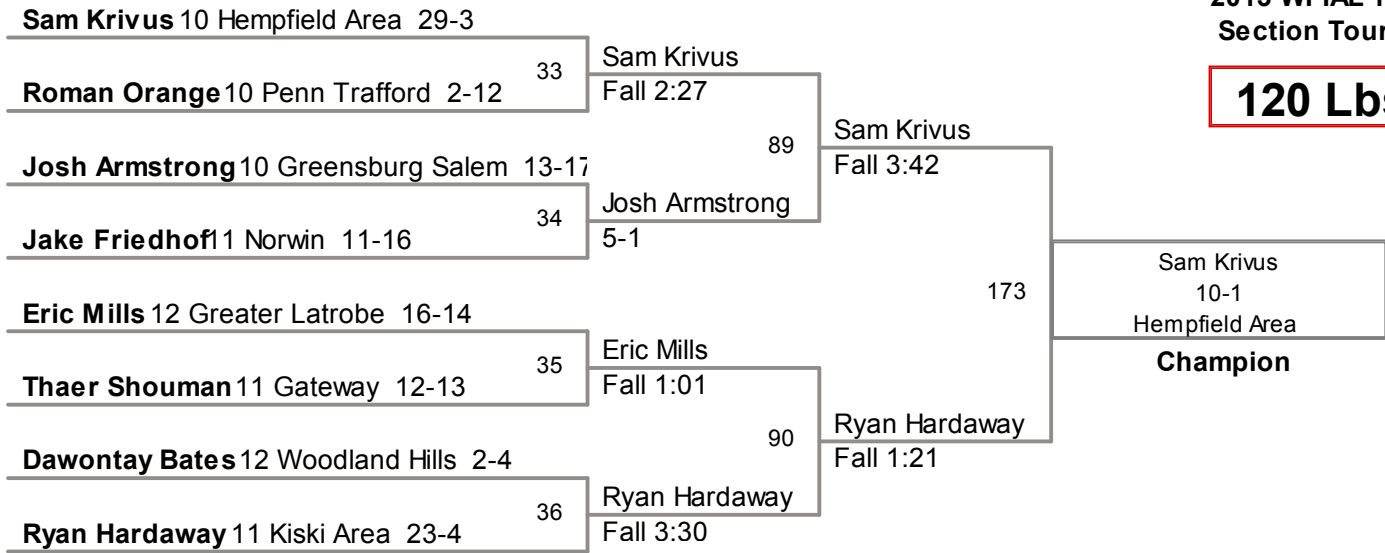 Sam Krivus 10 Hempfield Area 29-3
Roman Orange 10 Penn Trafford 2-12
Josh Armstrong 10 Greensburg Salem 13-17
Jake Friedhof 11 Norwin 11-16
Eric Mills 12 Greater Latrobe 16-14
Thaer Shouman 11 Gateway 12-13
Dawontay Bates 12 Woodland Hills 2-4
Ryan Hardaway 11 Kiski Area 23-4
33
34
35
36
Sam Krivus
Fall 2:27
Josh Armstrong
5-1
Eric Mills
Fall 1:01
Ryan Hardaway
Fall 3:30
89
90
Sam Krivus
Fall 3:42
Ryan Hardaway
Fall 1:21
173
Section
120
Sam Krivus
10-1
Hempfield Area
Champion